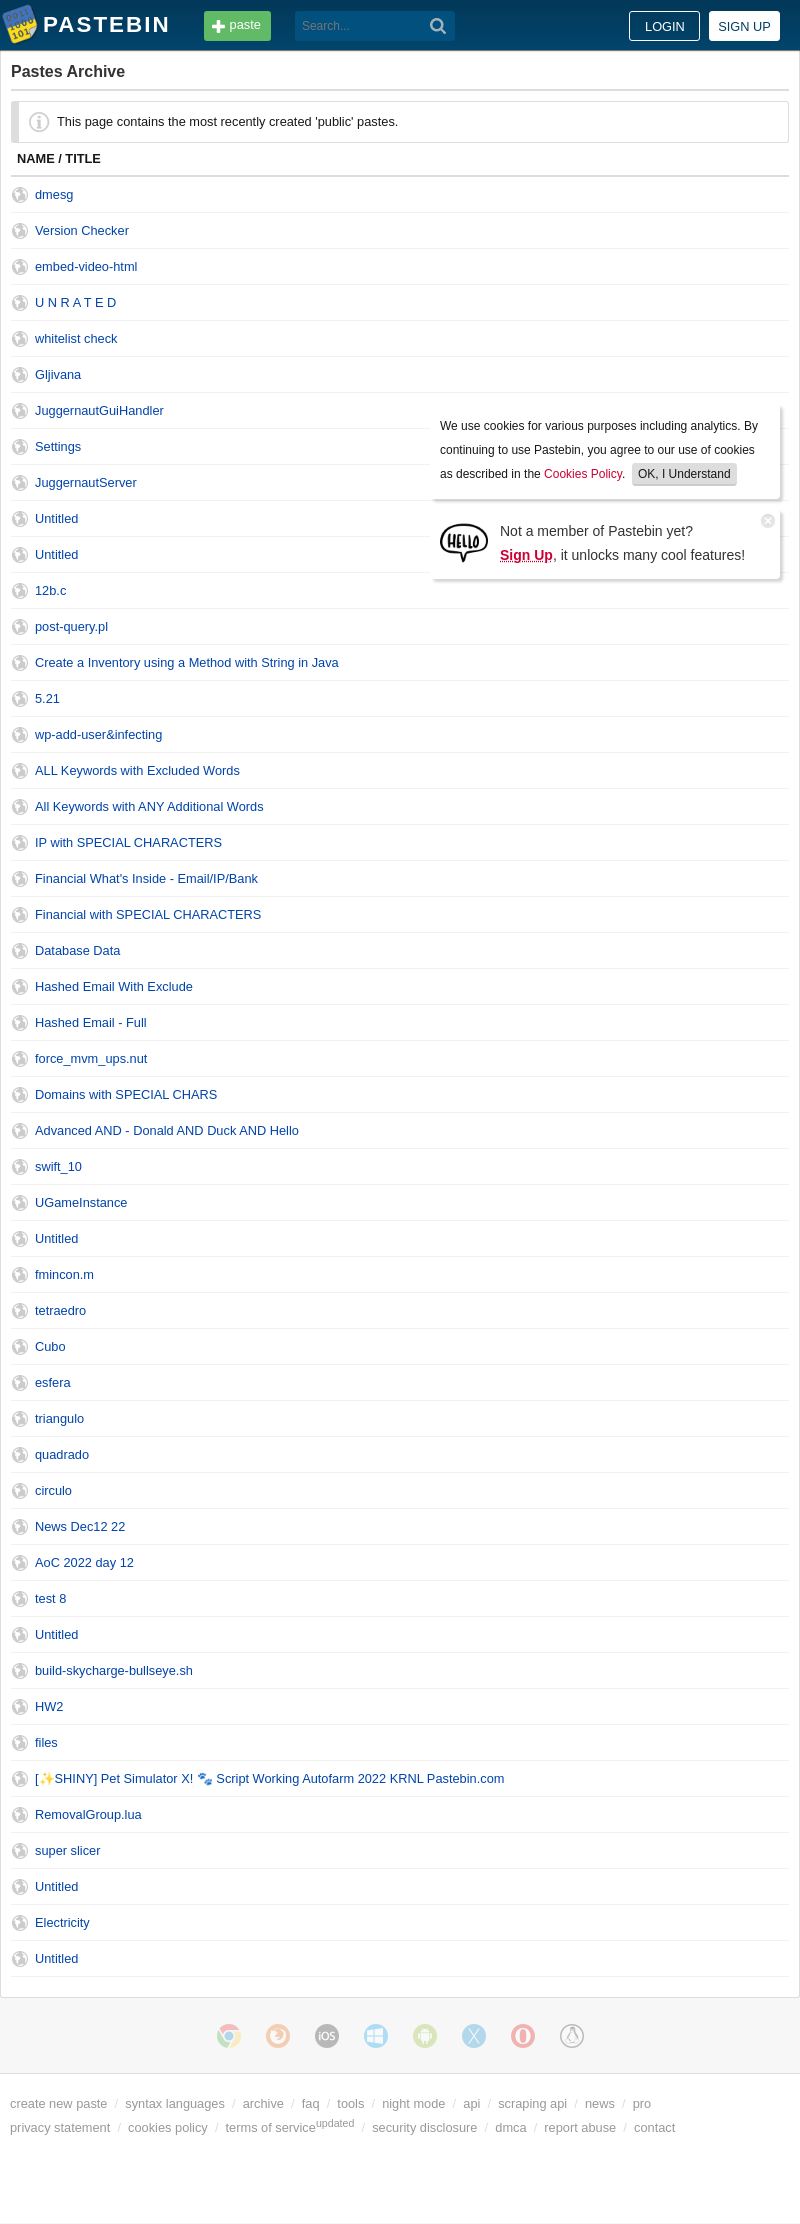 PASTEBIN
paste
Search...
LOGIN
SIGN UP
Pastes Archive
This page contains the most recently created 'public' pastes.
NAME / TITLE
dmesg
Version Checker
embed-video-html
U N R A T E D
whitelist check
Gljivana
JuggernautGuiHandler
Settings
JuggernautServer
Untitled
Untitled
We use cookies for various purposes including analytics. By
continuing to use Pastebin, you agree to our use of cookies
as described in the Cookies Policy. OK, I Understand
HELLO
Not a member of Pastebin yet?
Sign Up, it unlocks many cool features!
12b.c
post-query.pl
Create a Inventory using a Method with String in Java
5.21
wp-add-user&infecting
ALL Keywords with Excluded Words
All Keywords with ANY Additional Words
IP with SPECIAL CHARACTERS
Financial What's Inside - Email/IP/Bank
Financial with SPECIAL CHARACTERS
Database Data
Hashed Email With Exclude
Hashed Email - Full
force_mvm_ups.nut
Domains with SPECIAL CHARS
Advanced AND - Donald AND Duck AND Hello
swift_10
UGameInstance
Untitled
fmincon.m
tetraedro
Cubo
esfera
triangulo
quadrado
circulo
News Dec12 22
AoC 2022 day 12
test 8
Untitled
build-skycharge-bullseye.sh
HW2
files
[✨SHINY] Pet Simulator X! 🐾 Script Working Autofarm 2022 KRNL Pastebin.com
RemovalGroup.lua
super slicer
Untitled
Electricity
Untitled
iOS
create new paste / syntax languages / archive / faq / tools / night mode / api / scraping api / news / pro
privacy statement / cookies policy / terms of service updated / security disclosure / dmca / report abuse / contact